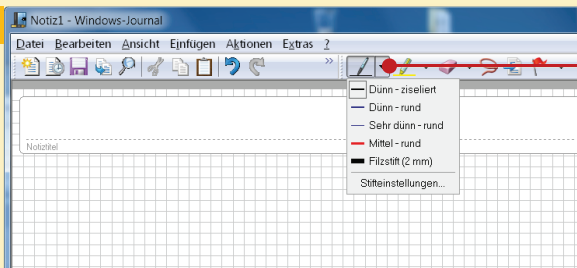 Notiz1 - Windows-Journal
Datei Bearbeiten Ansicht Einfügen Aktionen Extras ?
»
Dünn - ziseliert
Dünn - rund
Sehr dünn - rund
Mittel - rund
Filzstift (2 mm)
Stifteinstellungen...
Notiztitel